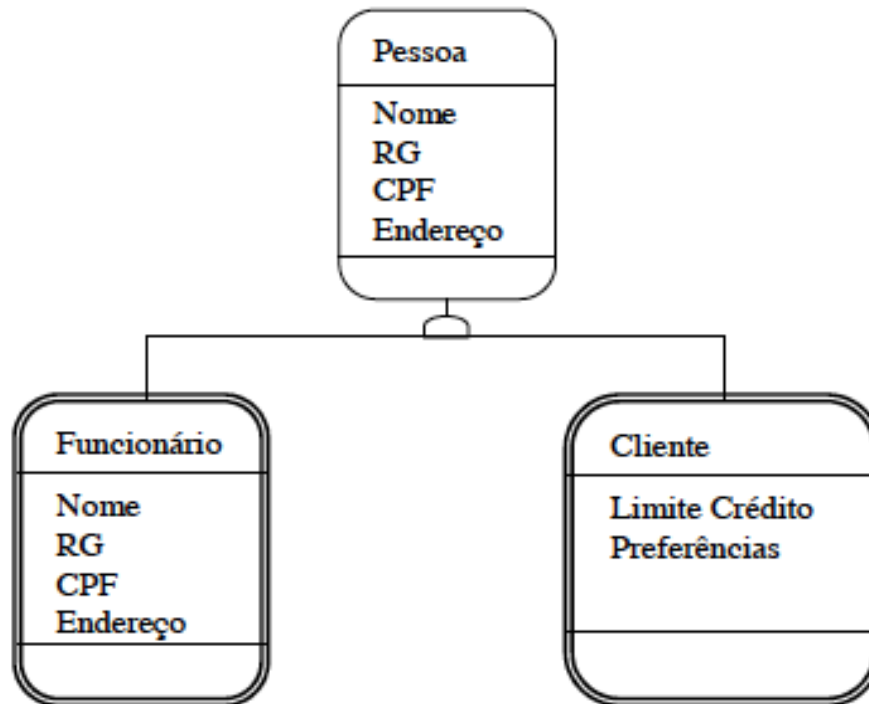 Pessoa
Nome
RG
CPF
Endereço
Funcionário
Nome
RG
CPF
Endereço
Cliente
Limite Crédito
Preferências